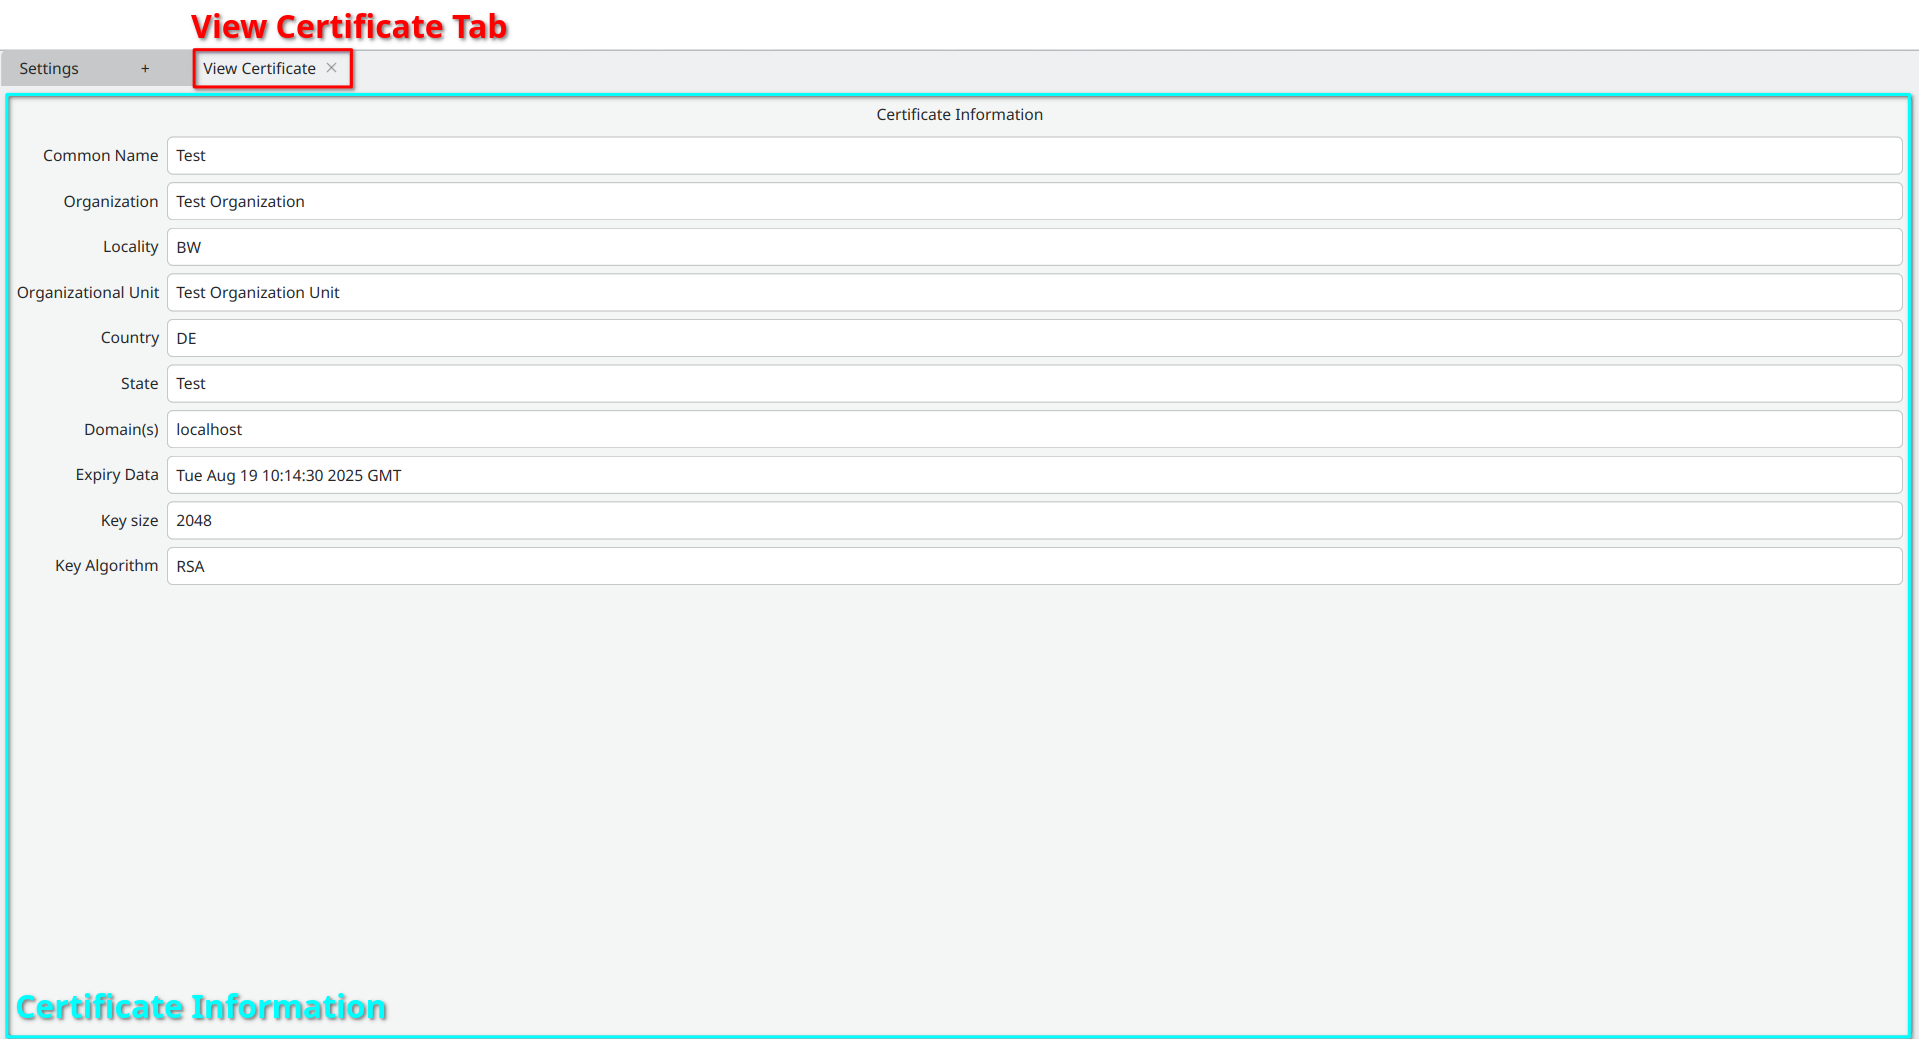 View Certificate Tab
Settings + View Certificate ×
Certificate Information
Common Name Test
Organization Test Organization
Locality BW
Organizational Unit Test Organization Unit
Country DE
State Test
Domain(s) localhost
Expiry Data Tue Aug 19 10:14:30 2025 GMT
Key size 2048
Key Algorithm RSA
Certificate Information